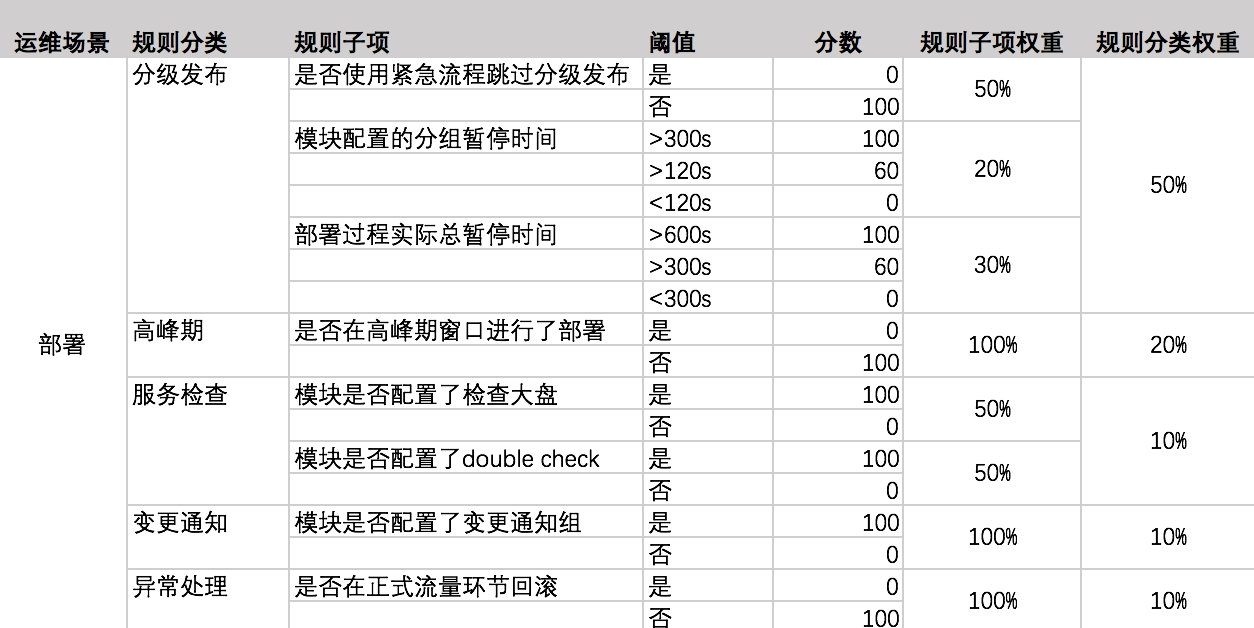 运维场景 规则分类 规则子项 阈值 分数 规则子项权重 规则分类权重
分级发布 是否使用紧急流程跳过分级发布 是 0
50%
否 100
模块配置的分组暂停时间 >300s 100
>120s 60 20%
50%
<120s 0
部署过程实际总暂停时间 >600s 100
>300s 60 30%
<300s 0
高峰期 是否在高峰期窗口进行了部署 是 0
部署 100% 20%
否 100
服务检查 模块是否配置了检查大盘 是 100
50%
否 0
10%
模块是否配置了double check 是 100
50%
否 0
变更通知 模块是否配置了变更通知组 是 100
100% 10%
否 0
异常处理 是否在正式流量环节回滚 是 0
100% 10%
否 100